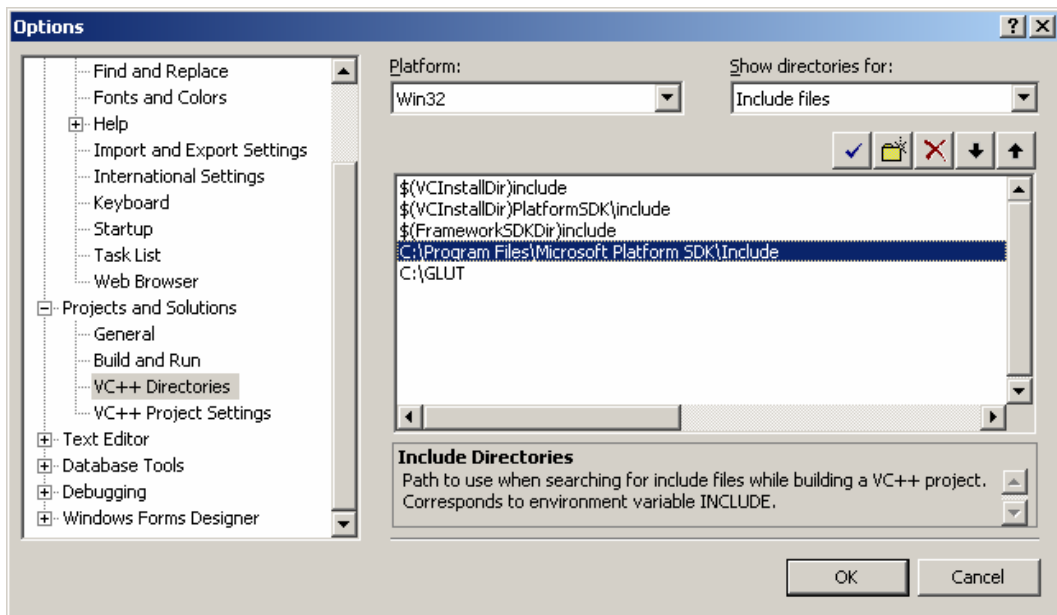 Options
Find and Replace
Fonts and Colors
Help
Import and Export Settings
International Settings
Keyboard
Startup
Task List
Web Browser
Projects and Solutions
General
Build and Run
VC++ Directories
VC++ Project Settings
Text Editor
Database Tools
Debugging
Windows Forms Designer
Platform:
Win32
Show directories for:
Include files
$(VCInstallDir)include
$(VCInstallDir)PlatformSDK\include
$(FrameworkSDKDir)include
C:\Program Files\Microsoft Platform SDK\Include
C:\GLUT
Include Directories
Path to use when searching for include files while building a VC++ project.
Corresponds to environment variable INCLUDE.
OK
Cancel